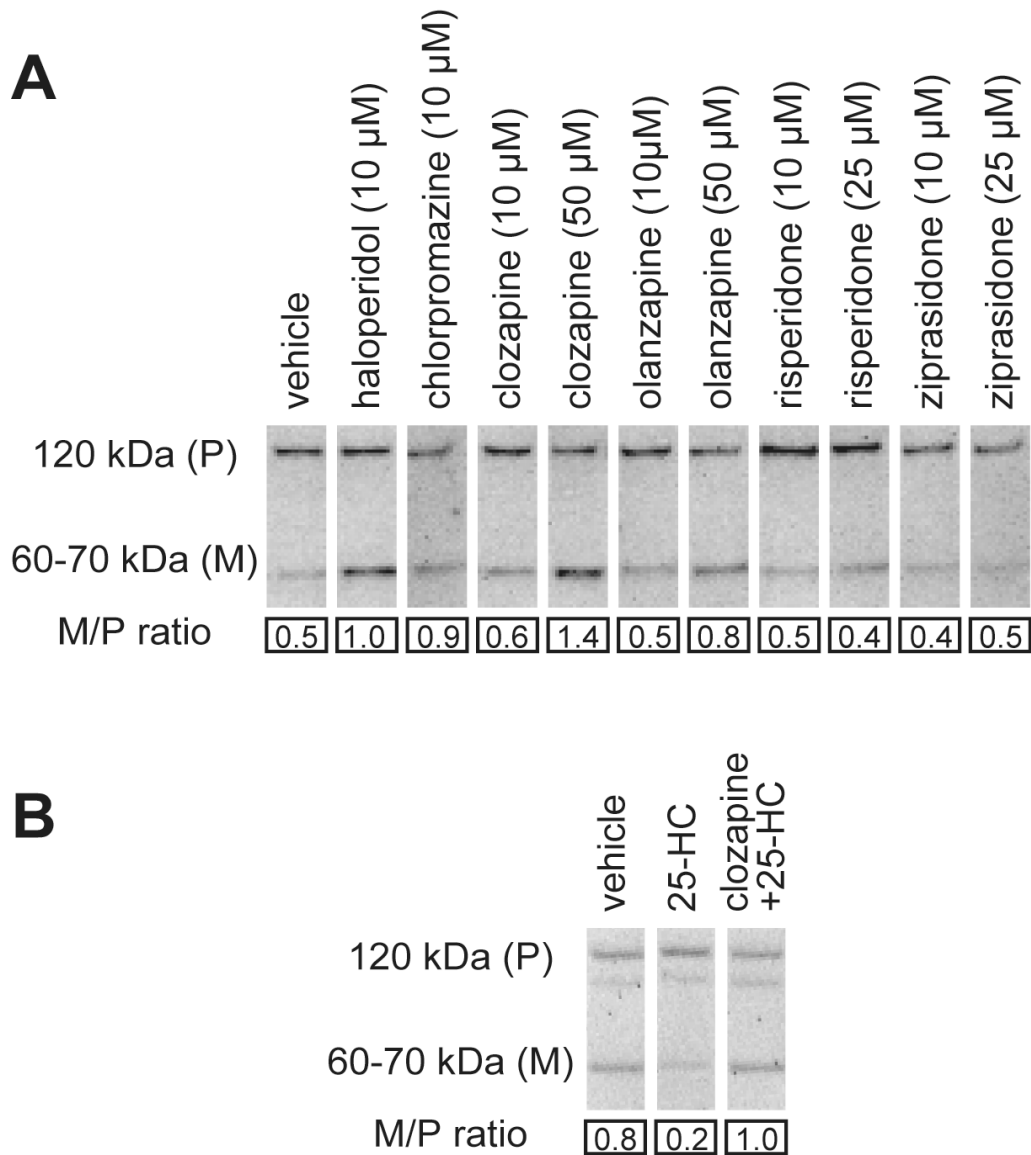 A
vehicle
haloperidol (10 µM)
chlorpromazine (10 µM)
clozapine (10 µM)
clozapine (50 µM)
olanzapine (10µM)
olanzapine (50 µM)
risperidone (10 µM)
risperidone (25 µM)
ziprasidone (10 µM)
ziprasidone (25 µM)
120 kDa (P)
60-70 kDa (M)
M/P ratio 0.5 1.0 0.9 0.6 1.4 0.5 0.8 0.5 0.4 0.4 0.5
B
vehicle
25-HC
clozapine
+25-HC
120 kDa (P)
60-70 kDa (M)
M/P ratio 0.8 0.2 1.0